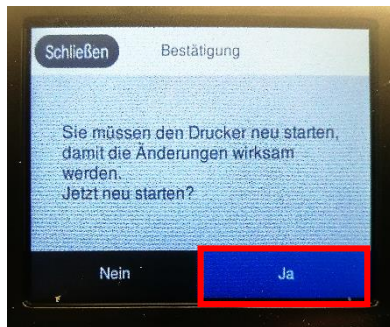 Schließen Bestätigung
Sie müssen den Drucker neu starten,
damit die Änderungen wirksam
werden.
Jetzt neu starten?
Nein Ja